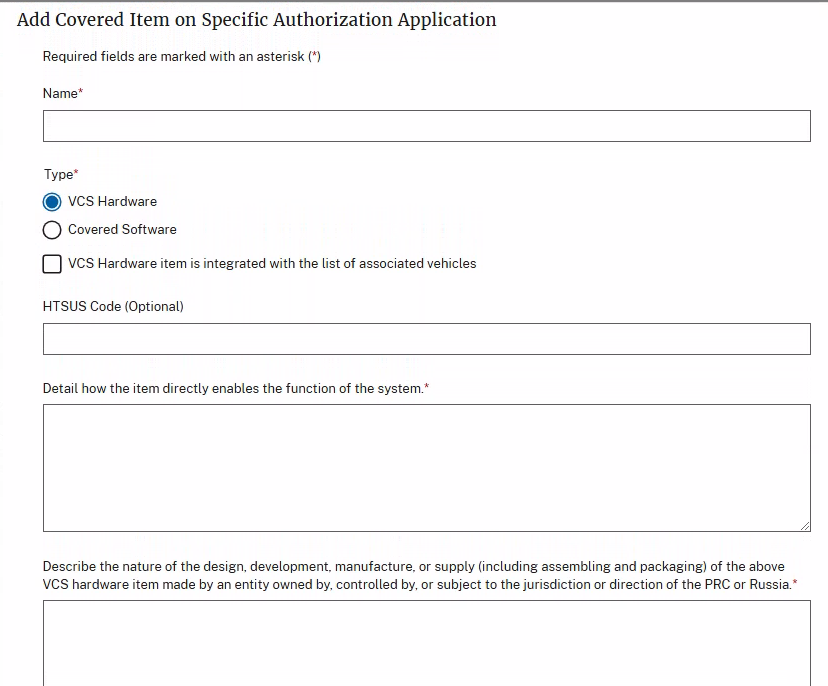 Add Covered Item on Specific Authorization Application
Required fields are marked with an asterisk (*)
Name*
Type*
VCS Hardware
Covered Software
VCS Hardware item is integrated with the list of associated vehicles
HTSUS Code (Optional)
Detail how the item directly enables the function of the system.*
Describe the nature of the design, development, manufacture, or supply (including assembling and packaging) of the above
VCS hardware item made by an entity owned by, controlled by, or subject to the jurisdiction or direction of the PRC or Russia.*